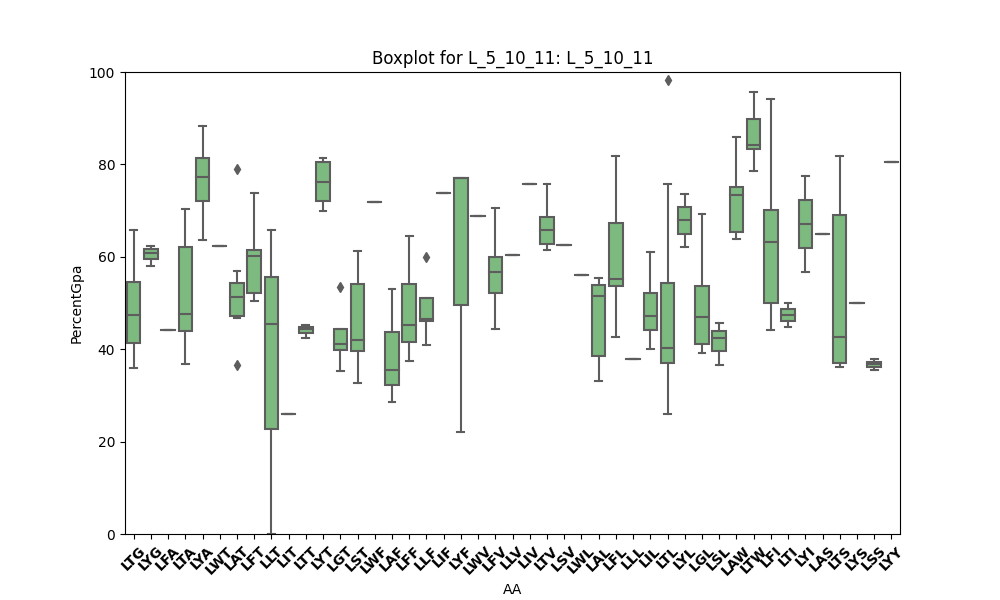 Boxplot for L_5_10_11: L_5_10_11
PercentGpa
100
80
60
40
20
0
LTG LYG LFA LTA LYA LWT LAT LFT LLT LIT LTT LYT LGT LST LWF LAF LFF LLF LIF LYF LWV LFV LLV LIV LTV LSV LWL LAL LFL LLL LIL LTL LYL LGL LSL LAW LTW LFI LTI LYI LAS LTS LYS LSS LYY
AA